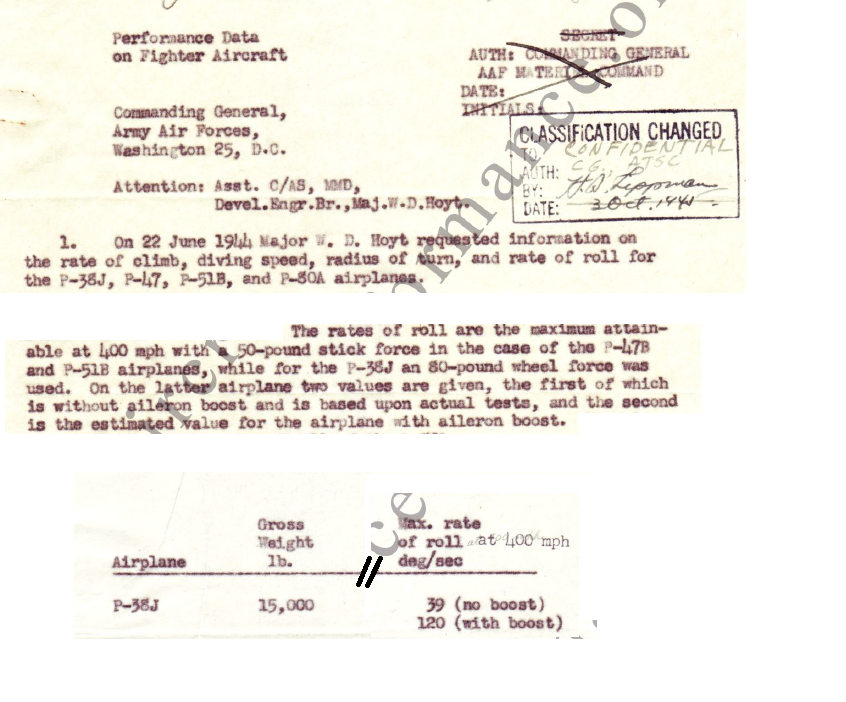 Performance Data
on Fighter Aircraft
SECRET
AUTH: COMMANDING GENERAL
AAF MATERIEL COMMAND
DATE:
INITIALS:
Commanding General,
Army Air Forces,
Washington 25, D.C.
CLASSIFICATION CHANGED
TO CONFIDENTIAL
AUTH: CG, ATSC
BY: H.W. Lippman
DATE: 3 Oct. 1944
Attention: Asst. C/AS, MMD,
Devel.Engr.Br.,Maj.W.D.Hoyt.
1. On 22 June 1944 Major W. D. Hoyt requested information on
the rate of climb, diving speed, radius of turn, and rate of roll for
the P-38J, P-47, P-51B, and P-80A airplanes.
The rates of roll are the maximum attain-
able at 400 mph with a 50-pound stick force in the case of the P-47B
and P-51B airplanes, while for the P-38J an 80-pound wheel force was
used. On the latter airplane two values are given, the first of which
is without aileron boost and is based upon actual tests, and the second
is the estimated value for the airplane with aileron boost.
Airplane Gross Weight lb. // Max. rate of roll at 400 mph deg/sec
P-38J 15,000 39 (no boost)
120 (with boost)